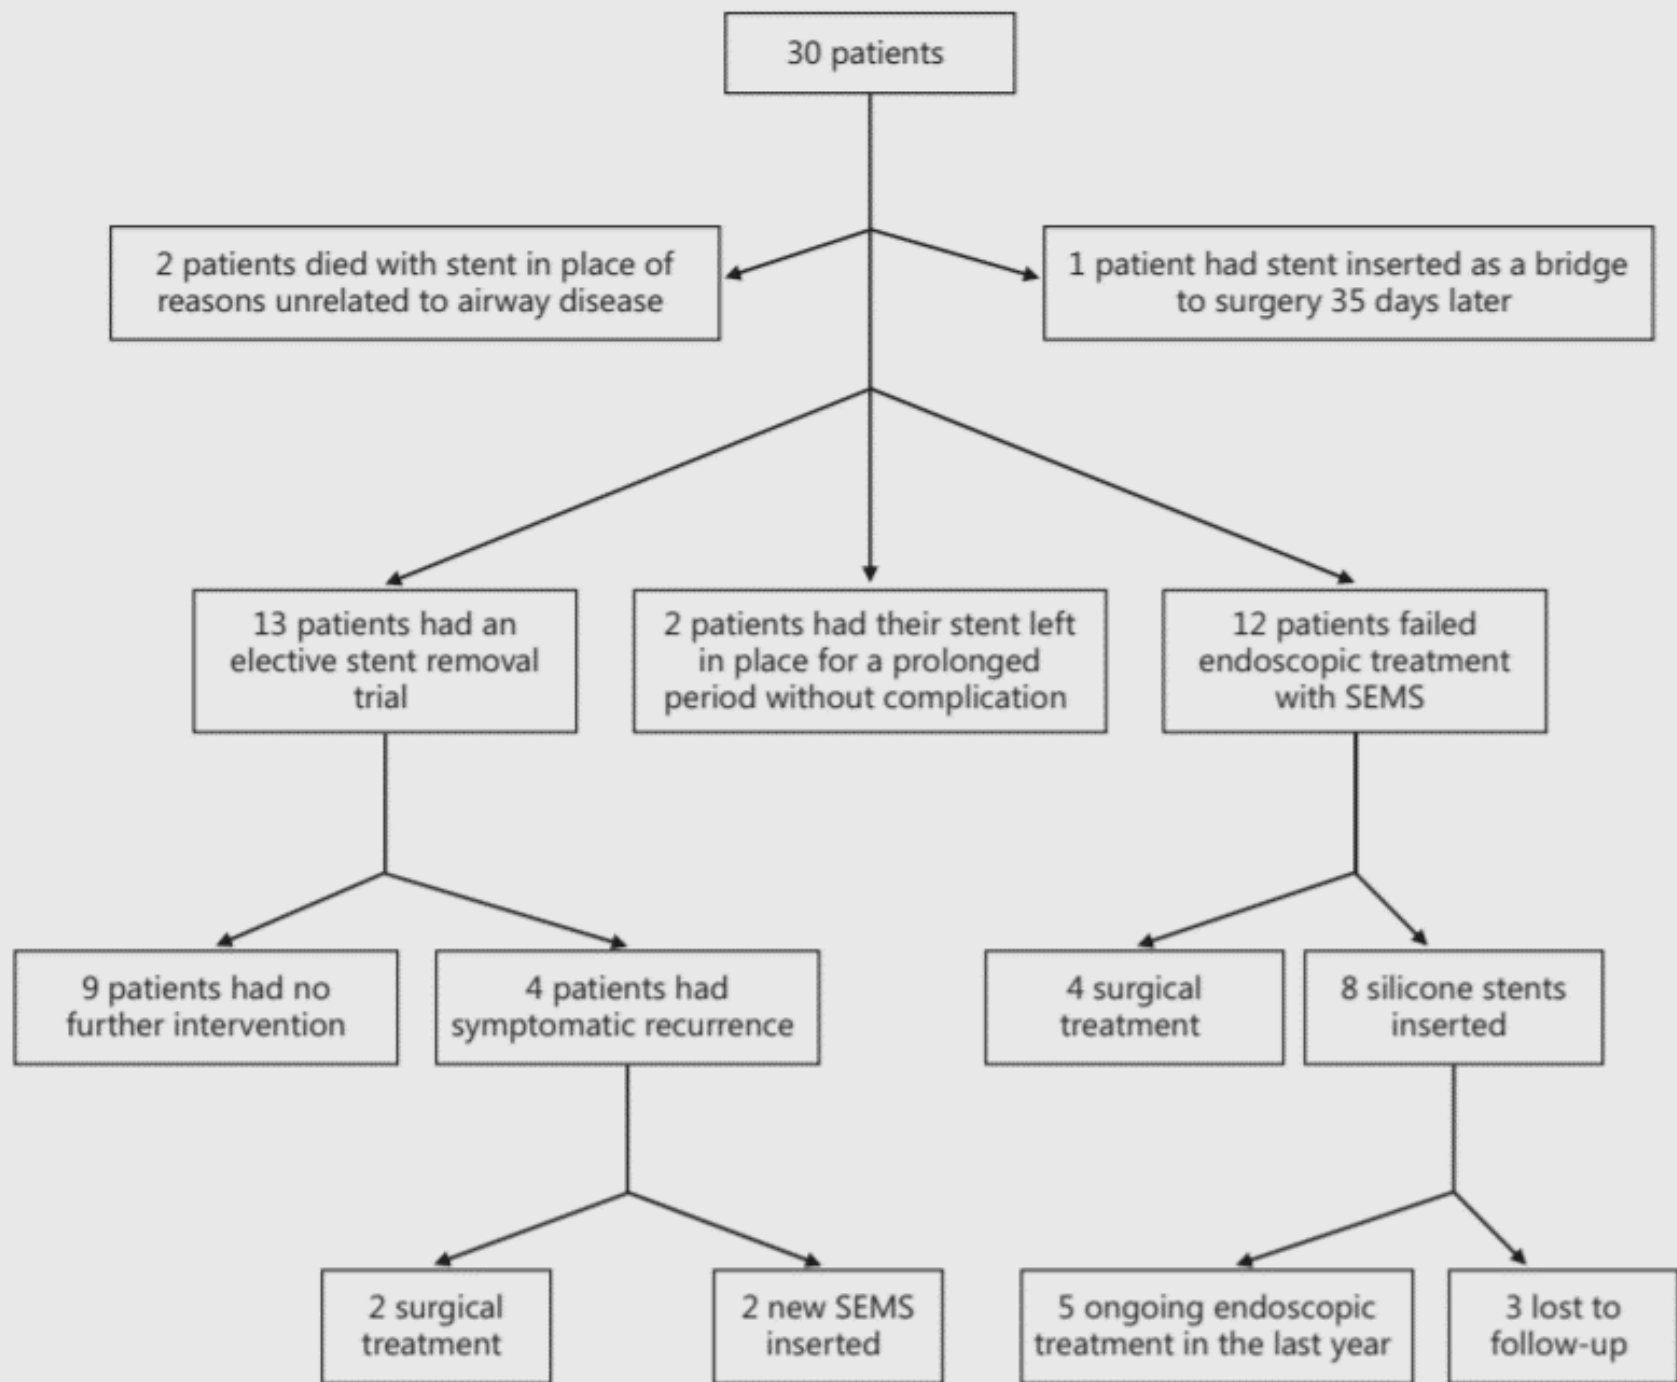 30 patients
2 patients died with stent in place of
reasons unrelated to airway disease
1 patient had stent inserted as a bridge
to surgery 35 days later
13 patients had an
elective stent removal
trial
2 patients had their stent left
in place for a prolonged
period without complication
12 patients failed
endoscopic treatment
with SEMS
9 patients had no
further intervention
4 patients had
symptomatic recurrence
4 surgical
treatment
8 silicone stents
inserted
2 surgical
treatment
2 new SEMS
inserted
5 ongoing endoscopic
treatment in the last year
3 lost to
follow-up